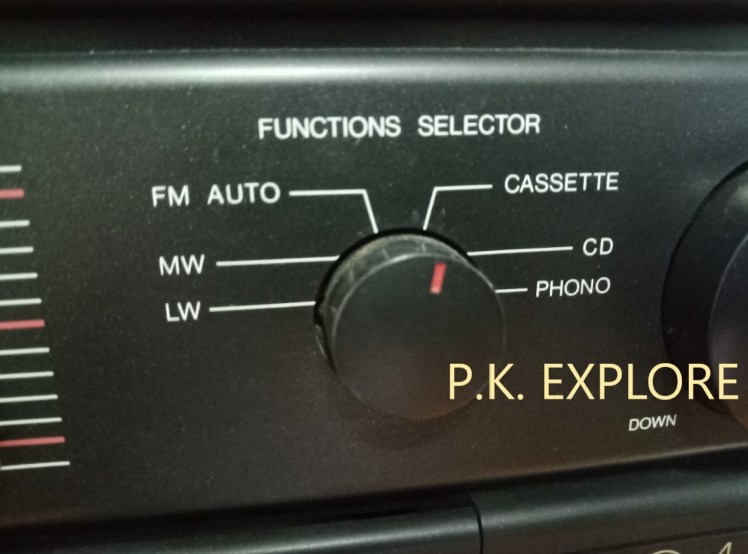 FUNCTIONS SELECTOR
FM AUTO
CASSETTE
MW
CD
LW
PHONO
P.K. EXPLORE
DOWN